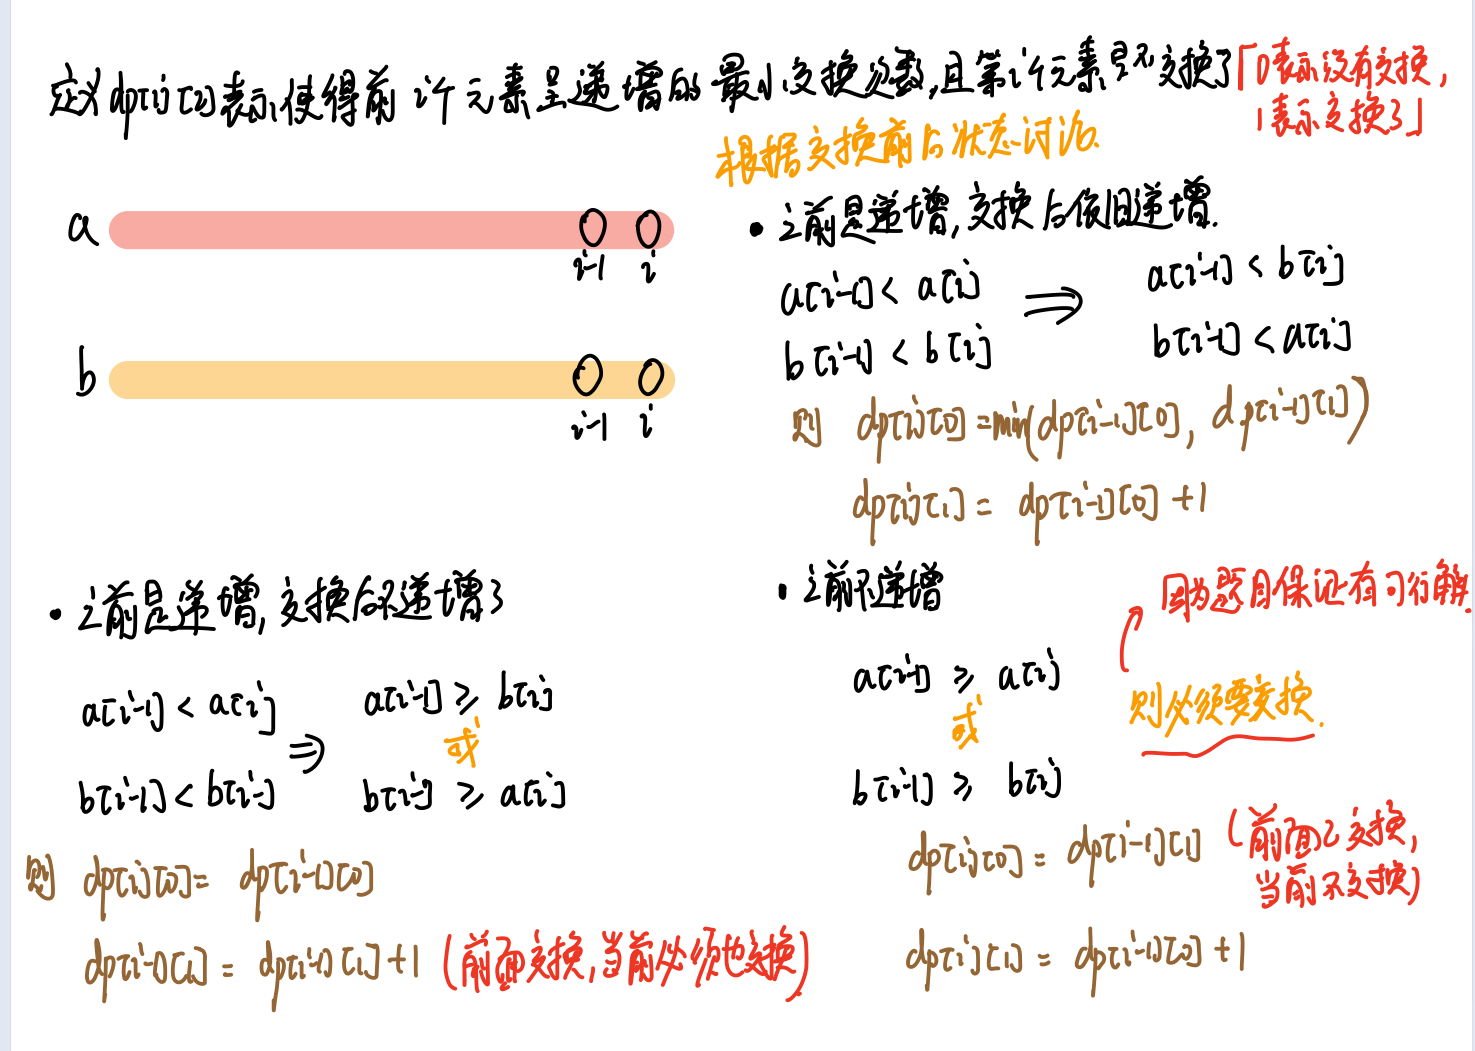 定义dp[i][2]表示使得前i个元素呈递增的最小交换次数,且第i个元素是否交换了「0表示没有交换,
1表示交换了」
根据交换前后状态讨论.
a
i-1 i
b
i-1 i
• 之前是递增,交换后依旧递增.
a[i-1] < a[i] ⇒ a[i-1] < b[i]
b[i-1] < b[i] b[i-1] < a[i]
则 dp[i][0] = min(dp[i-1][0], dp[i-1][1])
dp[i][1] = dp[i-1][0] + 1
• 之前是递增,交换后不递增了
a[i-1] < a[i] ⇒ a[i-1] ≥ b[i]
或
b[i-1] < b[i] b[i-1] ≥ a[i]
则 dp[i][0] = dp[i-1][0]
dp[i][1] = dp[i-1][1] + 1 (前面交换,当前必须也交换)
• 之前不递增
因为题目保证有可行解.
a[i-1] ≥ a[i]
或
则必须要交换.
b[i-1] ≥ b[i]
dp[i][0] = dp[i-1][1] (前面已交换,
当前不交换)
dp[i][1] = dp[i-1][0] + 1